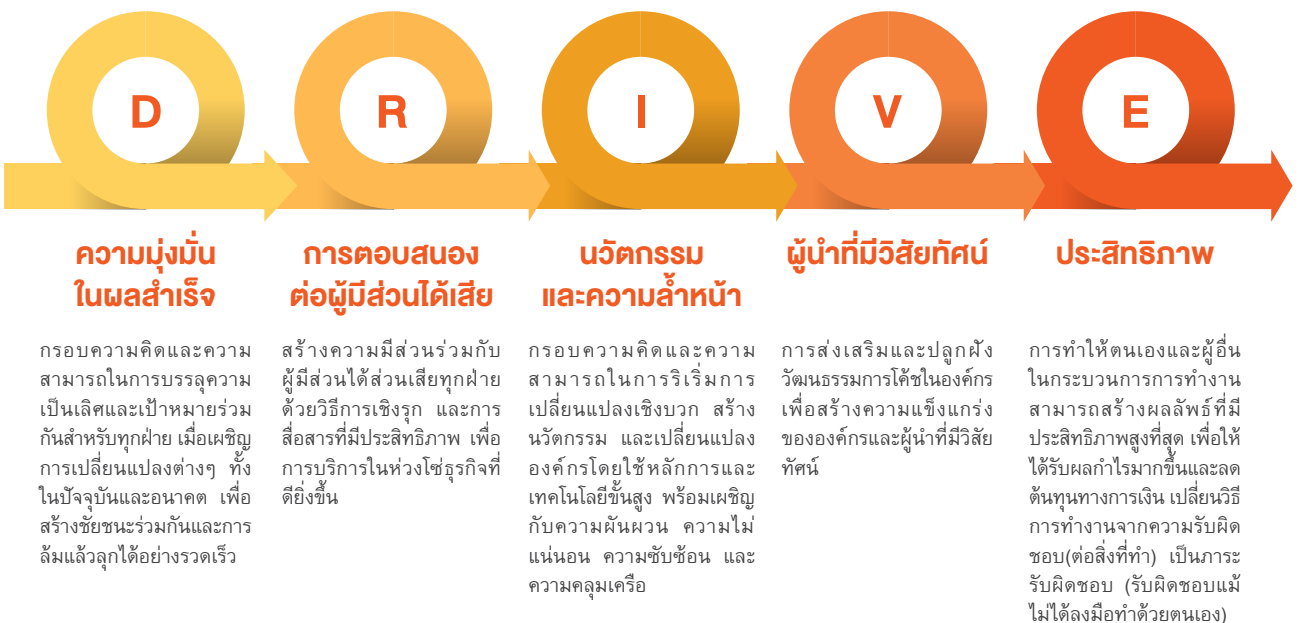 D
ความมุ่งมั่น
ในผลสำเร็จ
กรอบความคิดและความ
สามารถในการบรรลุความ
เป็นเลิศและเป้าหมายร่วม
กันสำหรับทุกฝ่าย เมื่อเผชิญ
การเปลี่ยนแปลงต่างๆ ทั้ง
ในปัจจุบันและอนาคต เพื่อ
สร้างชัยชนะร่วมกันและการ
ล้มแล้วลุกได้อย่างรวดเร็ว
R
การตอบสนอง
ต่อผู้มีส่วนได้เสีย
สร้างความมีส่วนร่วมกับ
ผู้มีส่วนได้ส่วนเสียทุกฝ่าย
ด้วยวิธีการเชิงรุก และการ
สื่อสารที่มีประสิทธิภาพ เพื่อ
การบริการในห่วงโซ่ธุรกิจที่
ดียิ่งขึ้น
I
นวัตกรรม
และความล้ำหน้า
กรอบความคิดและความ
สามารถในการริเริ่มการ
เปลี่ยนแปลงเชิงบวก สร้าง
นวัตกรรม และเปลี่ยนแปลง
องค์กรโดยใช้หลักการและ
เทคโนโลยีขั้นสูง พร้อมเผชิญ
กับความผันผวน ความไม่
แน่นอน ความซับซ้อน และ
ความคลุมเครือ
V
ผู้นำที่มีวิสัยทัศน์
การส่งเสริมและปลูกฝัง
วัฒนธรรมการโค้ชในองค์กร
เพื่อสร้างความแข็งแกร่ง
ขององค์กรและผู้นำที่มีวิสัย
ทัศน์
E
ประสิทธิภาพ
การทำให้ตนเองและผู้อื่น
ในกระบวนการการทำงาน
สามารถสร้างผลลัพธ์ที่มี
ประสิทธิภาพสูงที่สุด เพื่อให้
ได้รับผลกำไรมากขึ้นและลด
ต้นทุนทางการเงิน เปลี่ยนวิธี
การทำงานจากความรับผิด
ชอบ(ต่อสิ่งที่ทำ) เป็นภาระ
รับผิดชอบ (รับผิดชอบแม้
ไม่ได้ลงมือทำด้วยตนเอง)